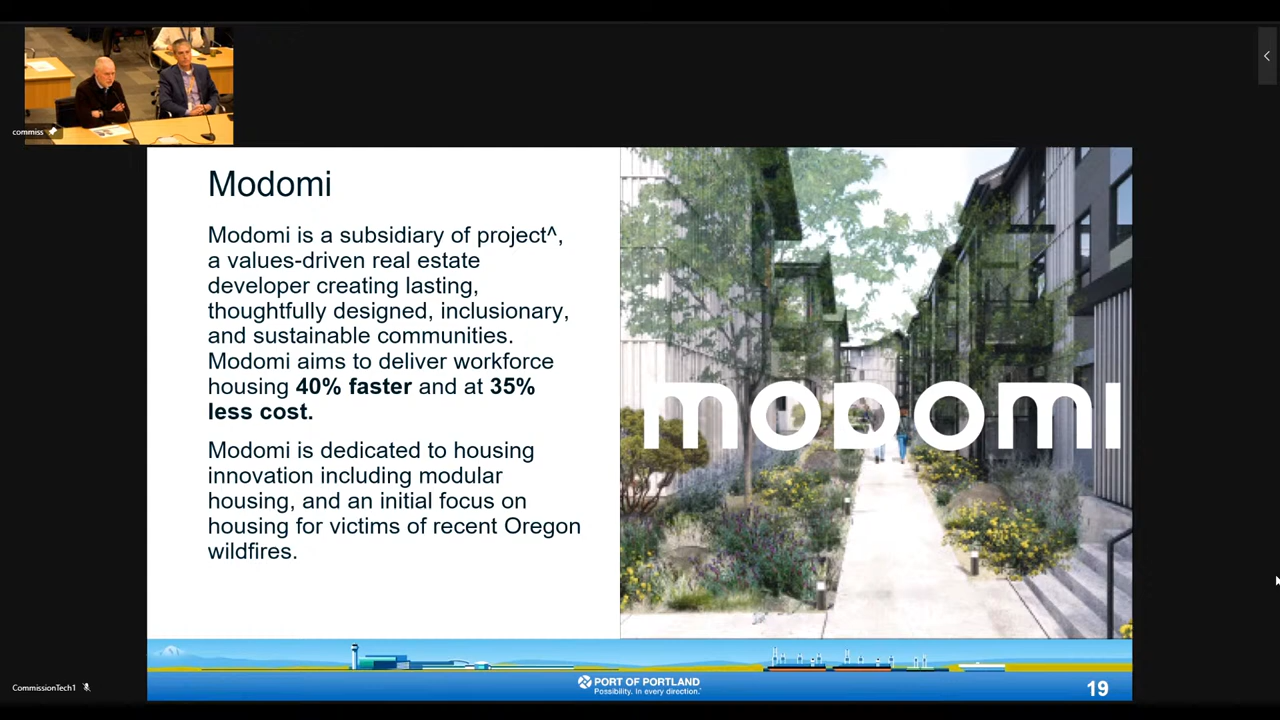 commiss
Modomi
Modomi is a subsidiary of project^,
a values-driven real estate
developer creating lasting,
thoughtfully designed, inclusionary,
and sustainable communities.
Modomi aims to deliver workforce
housing 40% faster and at 35%
less cost.
Modomi is dedicated to housing
innovation including modular
housing, and an initial focus on
housing for victims of recent Oregon
wildfires.
modomi
PORT OF PORTLAND
Possibility. In every direction.
19
CommissionTech1